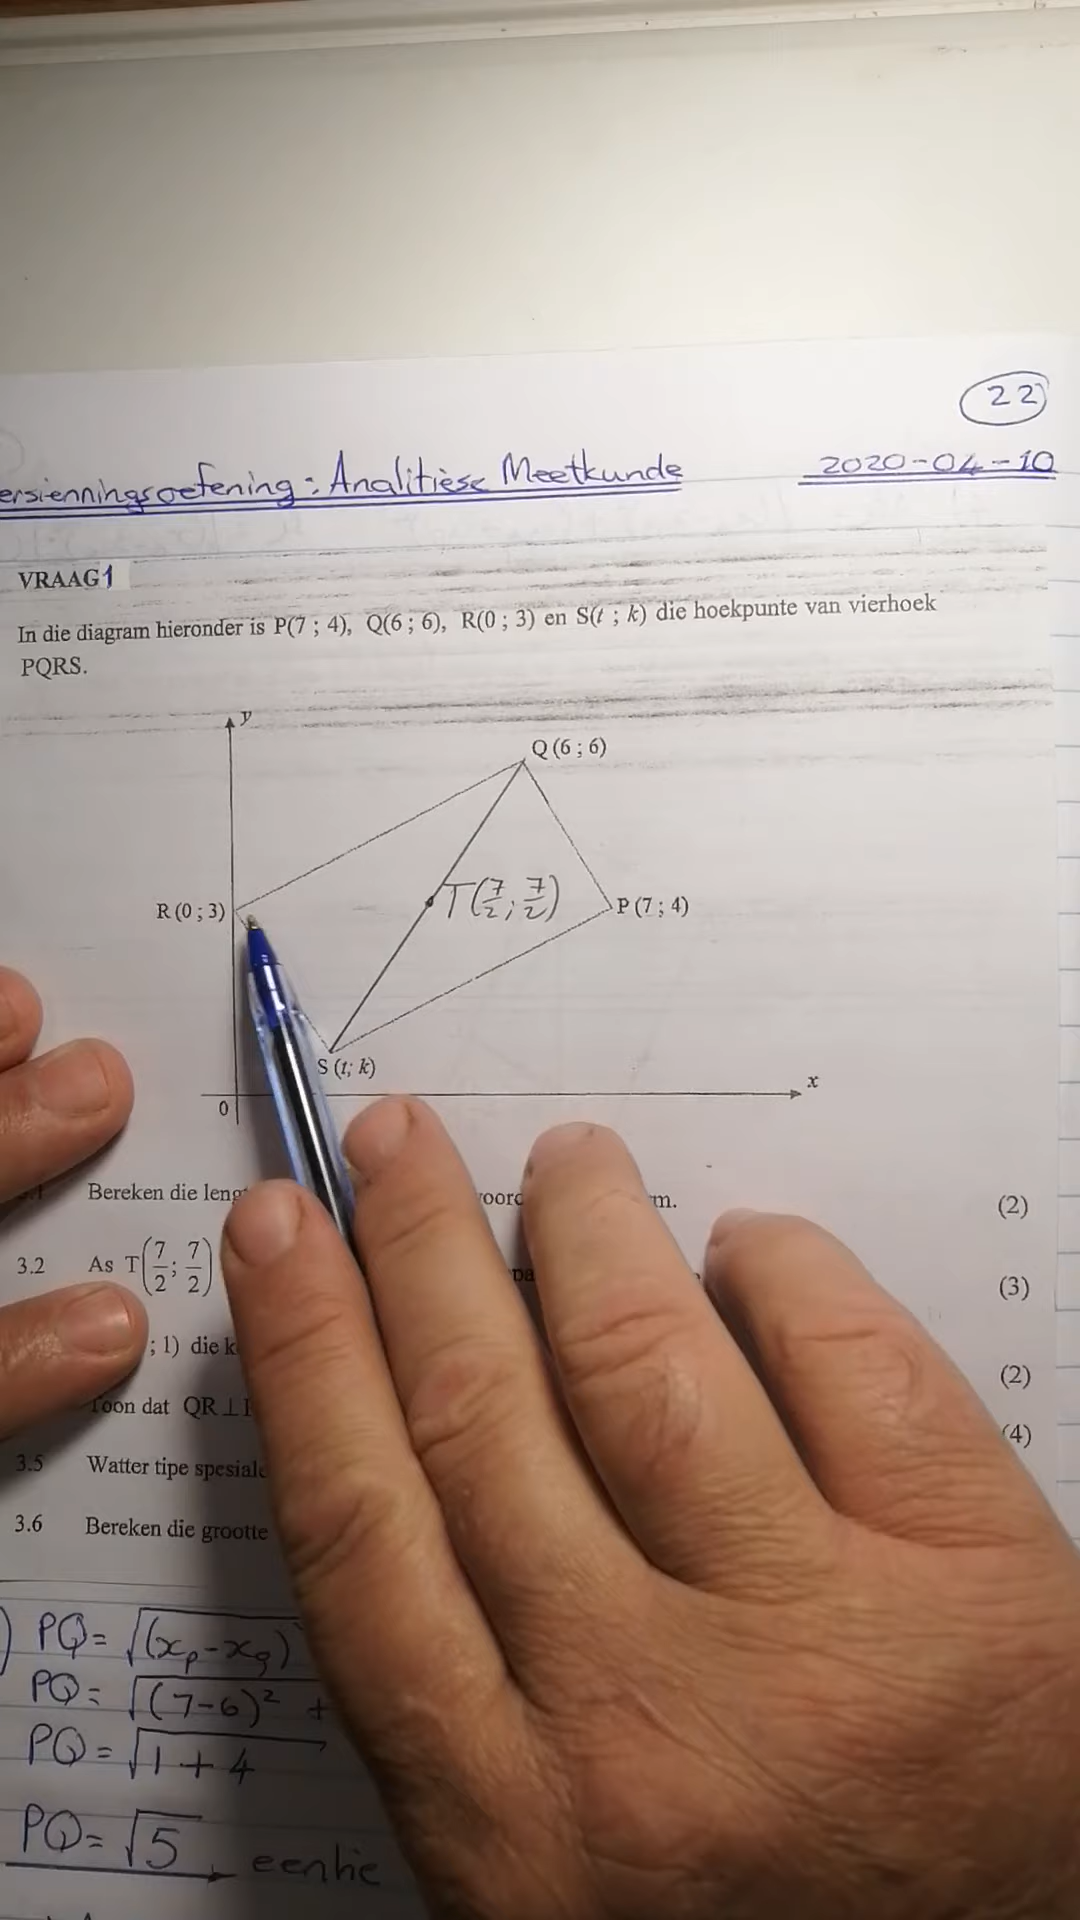 22
ersienningsoefening: Analitiese Meetkunde 2020-04-10
VRAAG 1
In die diagram hieronder is P(7 ; 4), Q(6 ; 6), R(0 ; 3) en S(t ; k) die hoekpunte van vierhoek
PQRS.
y
Q (6 ; 6)
R (0 ; 3) T(7/2 ; 7/2) P (7 ; 4)
S (t; k)
x
0
Bereken die leng m. (2)
3.2 As T(7/2 ; 7/2) (3)
; 1) die k (2)
Toon dat QR ⊥ (4)
3.5 Watter tipe spesiale
3.6 Bereken die grootte
PQ = √(xp - xq)
PQ = √(7-6)² +
PQ = √1 + 4
PQ = √5 eenhe